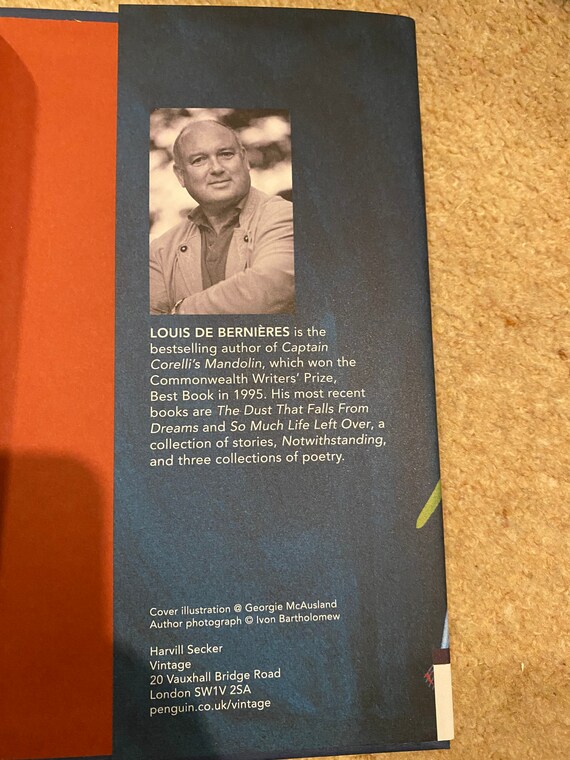 LOUIS DE BERNIÈRES is the
bestselling author of Captain
Corelli's Mandolin, which won the
Commonwealth Writers' Prize,
Best Book in 1995. His most recent
books are The Dust That Falls From
Dreams and So Much Life Left Over, a
collection of stories, Notwithstanding,
and three collections of poetry.
Cover illustration @ Georgie McAusland
Author photograph © Ivon Bartholomew
Harvill Secker
Vintage
20 Vauxhall Bridge Road
London SW1V 2SA
penguin.co.uk/vintage